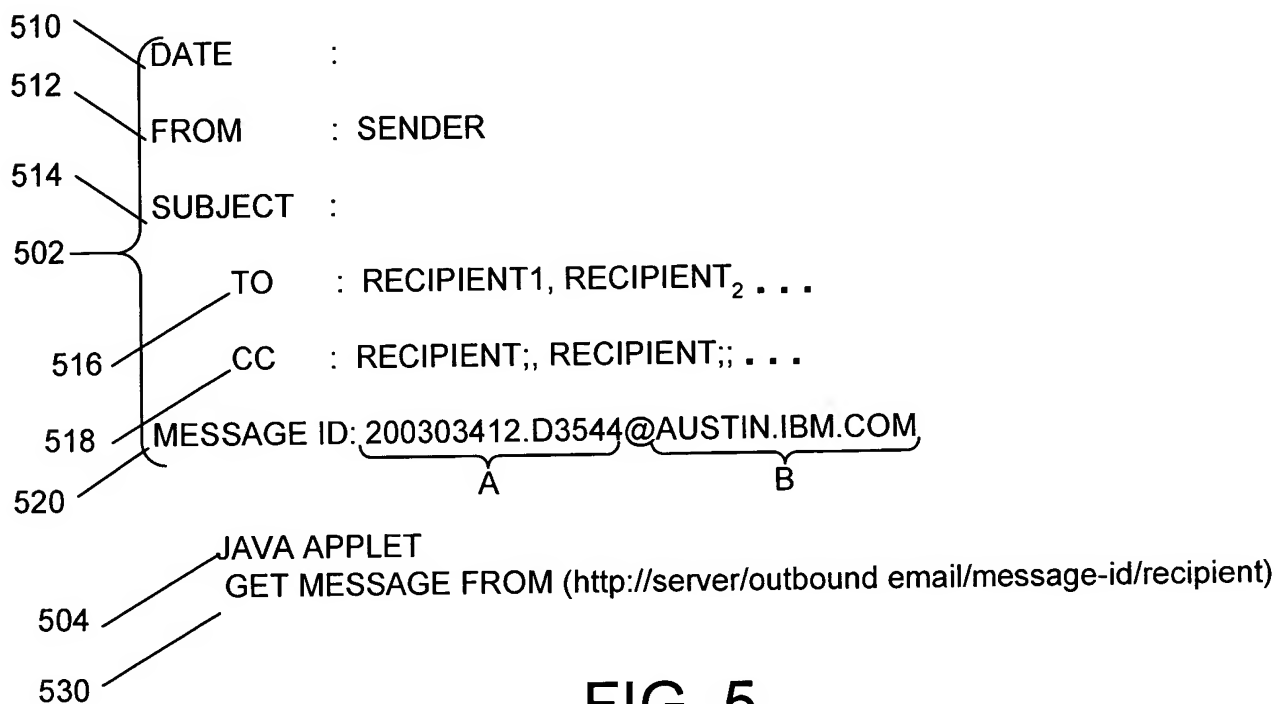 510
DATE :
512
FROM : SENDER
514
SUBJECT :
502
TO : RECIPIENT1, RECIPIENT₂ . . .
516
CC : RECIPIENT;, RECIPIENT;; . . .
518
MESSAGE ID: 200303412.D3544@AUSTIN.IBM.COM
A B
520
JAVA APPLET
GET MESSAGE FROM (http://server/outbound email/message-id/recipient)
504
530
FIG. 5